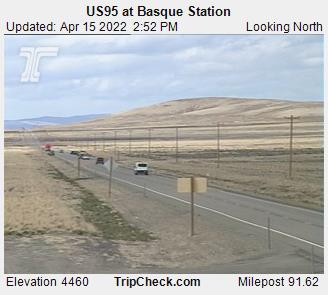 US95 at Basque Station
Updated: Apr 15 2022 2:52 PM Looking North
Elevation 4460 TripCheck.com Milepost 91.62